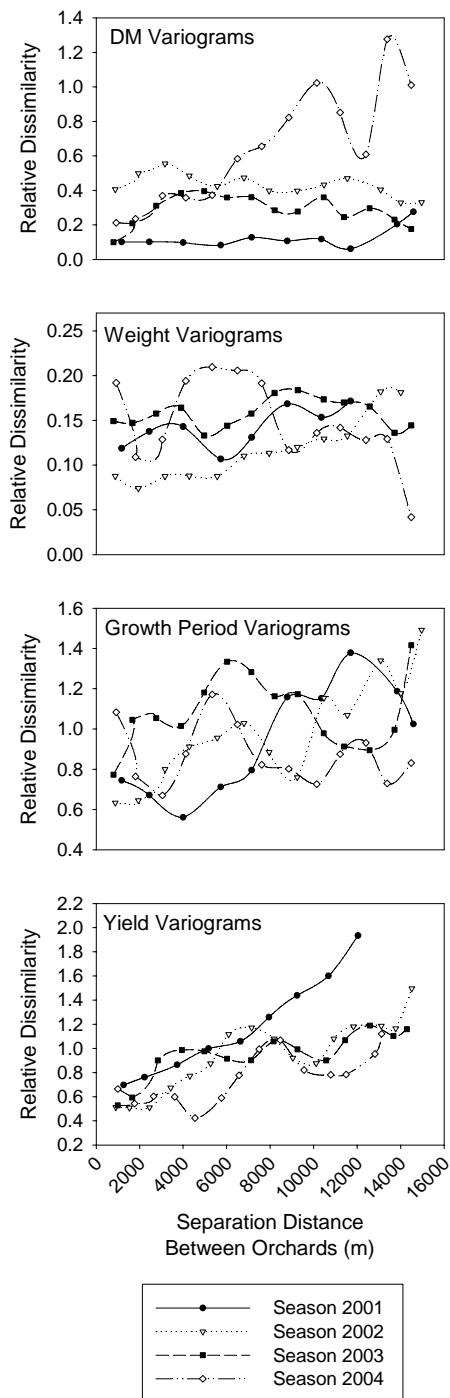 DM Variograms
1.4
1.2
1.0
0.8
0.6
0.4
0.2
0.0
Relative Dissimilarity
Weight Variograms
0.25
0.20
0.15
0.10
0.05
0.00
Relative Dissimilarity
Growth Period Variograms
1.6
1.4
1.2
1.0
0.8
0.6
0.4
Relative Dissimilarity
Yield Variograms
2.2
2.0
1.8
1.6
1.4
1.2
1.0
0.8
0.6
0.4
0.2
Relative Dissimilarity
0 2000 4000 6000 8000 10000 12000 14000 16000
Separation Distance
Between Orchards (m)
Season 2001
Season 2002
Season 2003
Season 2004